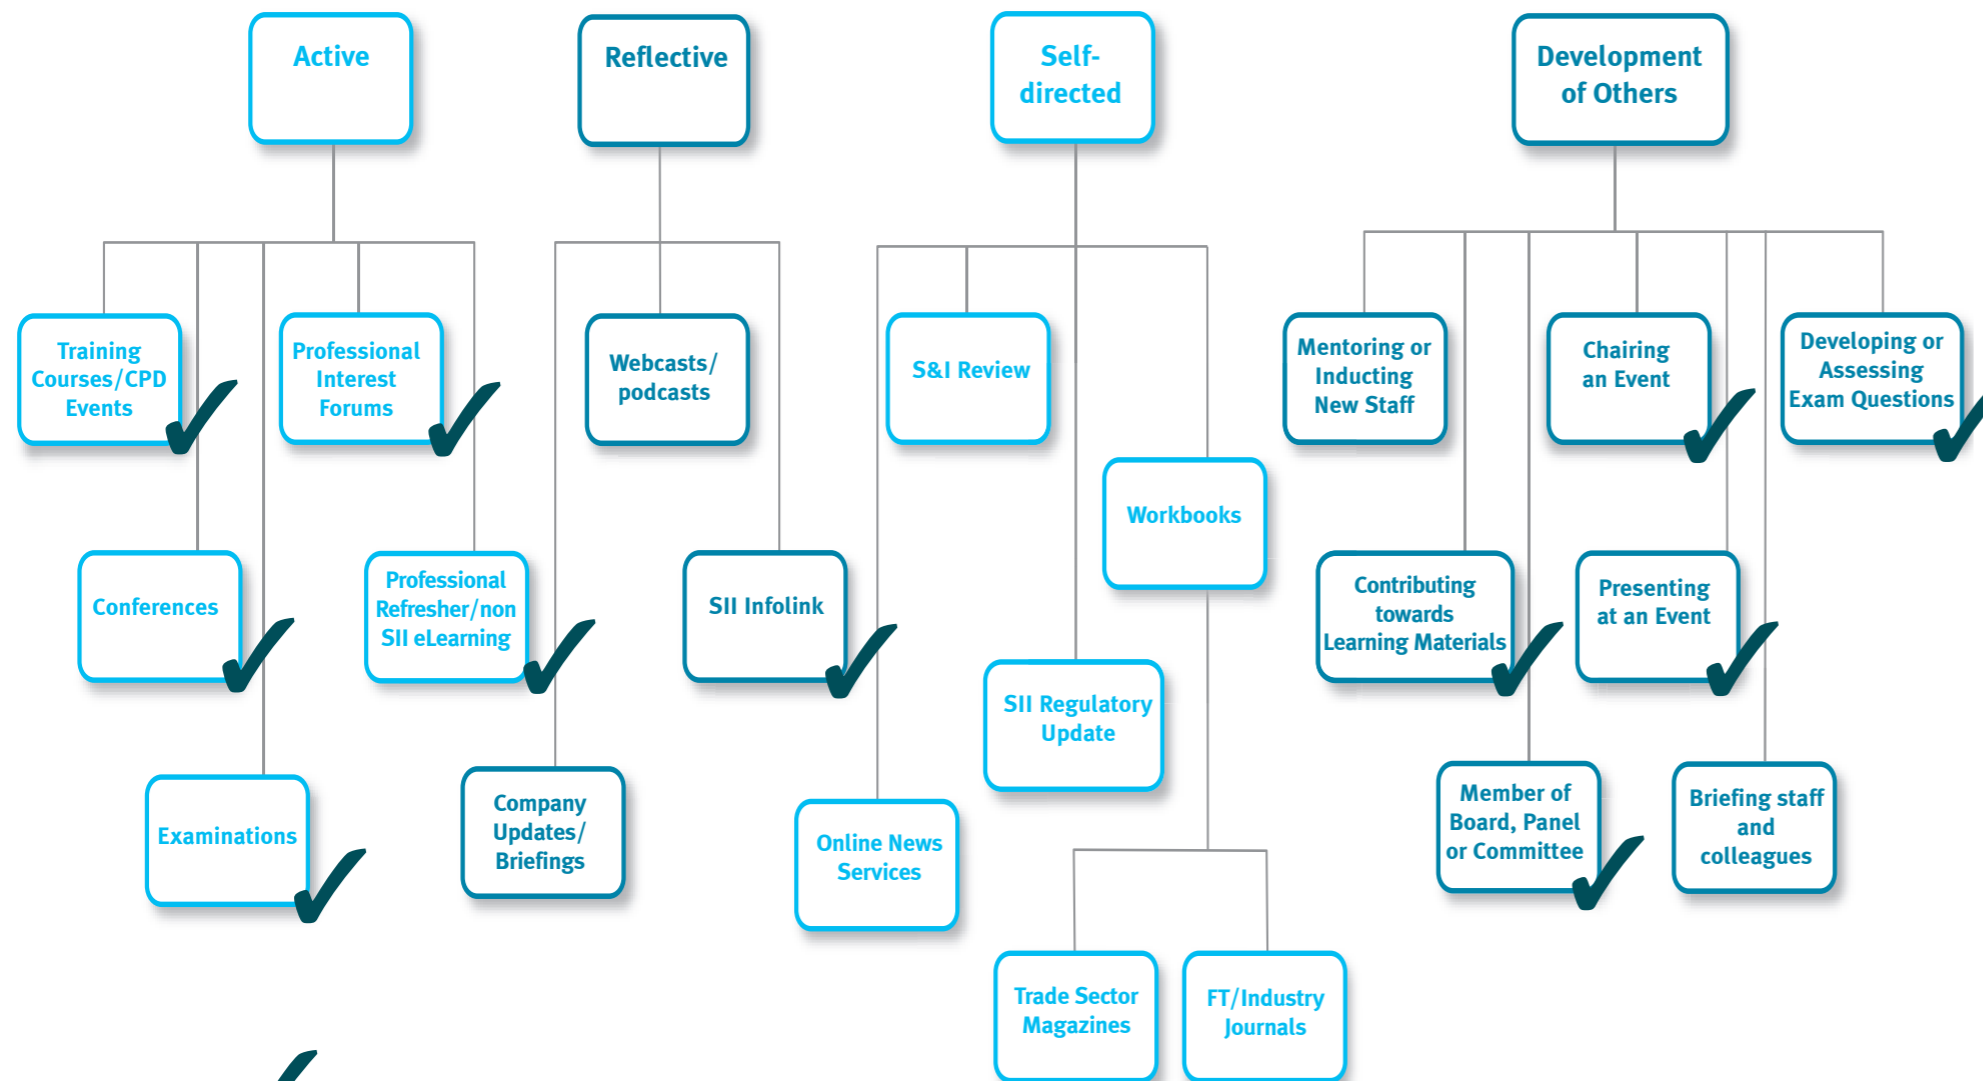 Active
Reflective
Self-
directed
Development
of Others
Training
Courses/CPD
Events
Professional
Interest
Forums
Webcasts/
podcasts
S&I Review
Mentoring or
Inducting
New Staff
Chairing
an Event
Developing or
Assessing
Exam Questions
Workbooks
Conferences
Professional
Refresher/non
SII eLearning
SII Infolink
Contributing
towards
Learning Materials
Presenting
at an Event
SII Regulatory
Update
Examinations
Company
Updates/
Briefings
Online News
Services
Member of
Board, Panel
or Committee
Briefing staff
and
colleagues
Trade Sector
Magazines
FT/Industry
Journals